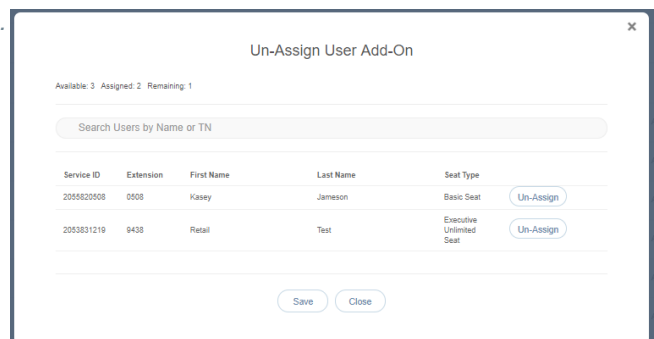 ×
Un-Assign User Add-On
Available: 3 Assigned: 2 Remaining: 1
Search Users by Name or TN
Service ID Extension First Name Last Name Seat Type
2055820508 0508 Kasey Jameson Basic Seat Un-Assign
2053831219 9438 Retail Test Executive Unlimited Seat Un-Assign
Save Close